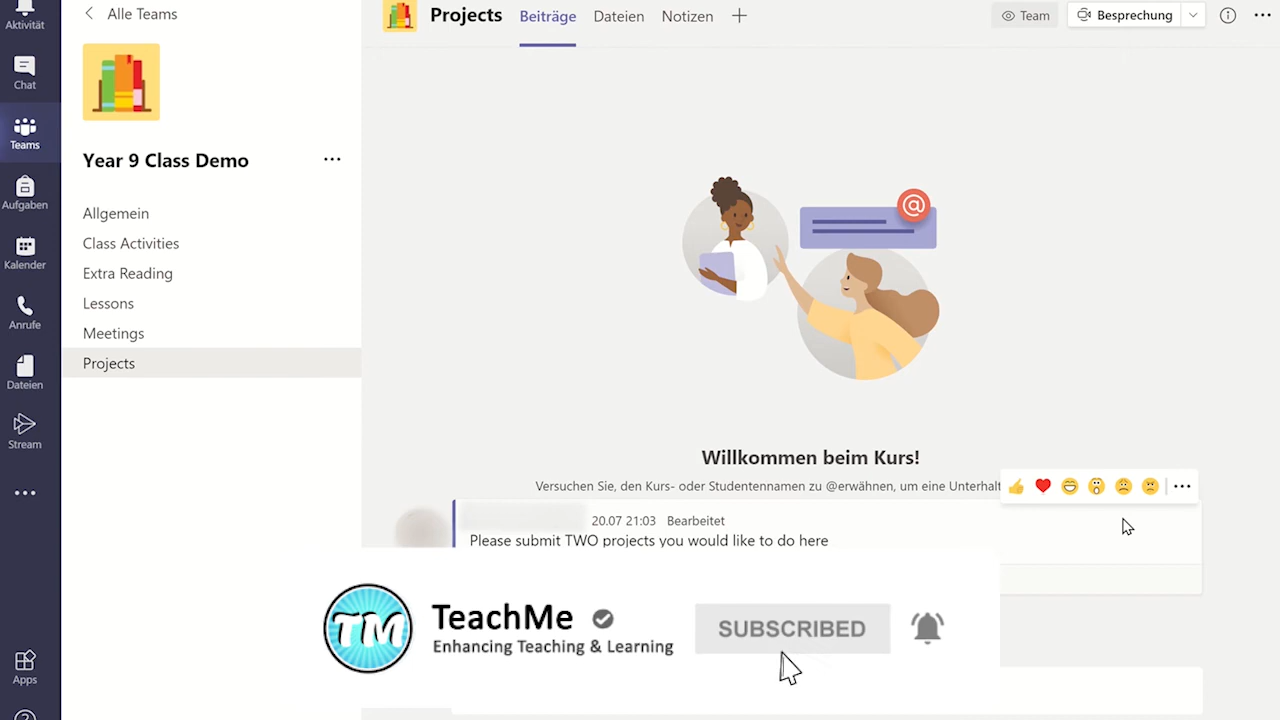 Aktivität
Chat
Teams
Aufgaben
Kalender
Anrufe
Dateien
Stream
Apps
Alle Teams
Year 9 Class Demo
Allgemein
Class Activities
Extra Reading
Lessons
Meetings
Projects
Projects Beiträge Dateien Notizen
Team Besprechung
@
Willkommen beim Kurs!
Versuchen Sie, den Kurs- oder Studentennamen zu @erwähnen, um eine
20.07 21:03 Bearbeitet
Please submit TWO projects you would like to do here
TM
TeachMe
Enhancing Teaching & Learning
SUBSCRIBED